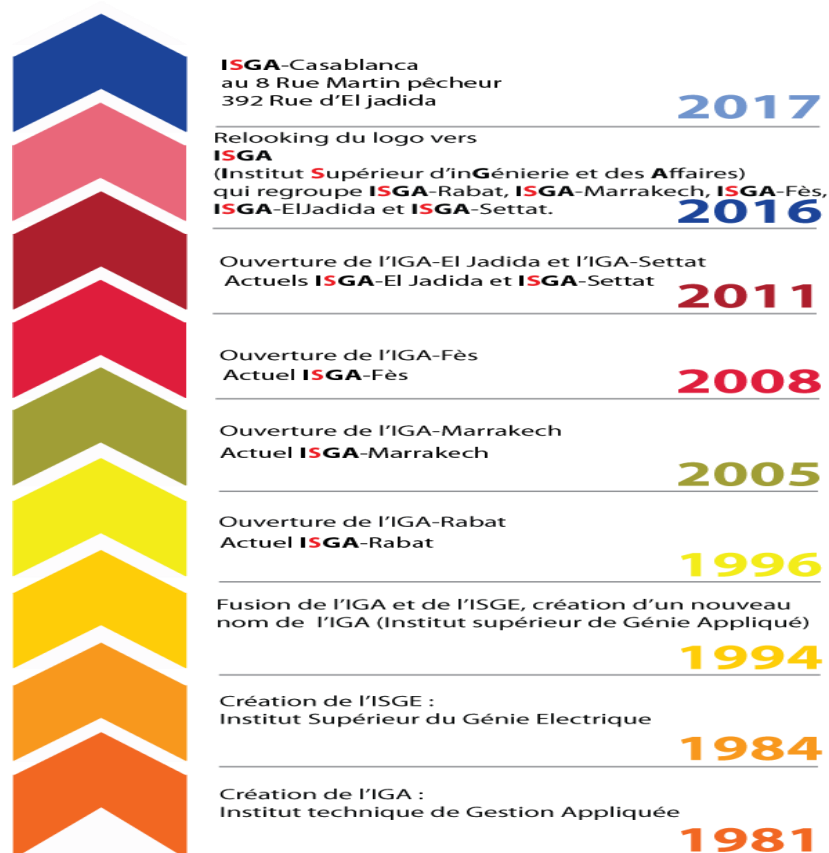 ISGA-Casablanca
au 8 Rue Martin pêcheur
392 Rue d'El jadida
2017
Relooking du logo vers
ISGA
(Institut Supérieur d'inGénierie et des Affaires)
qui regroupe ISGA-Rabat, ISGA-Marrakech, ISGA-Fès,
ISGA-ElJadida et ISGA-Settat.
2016
Ouverture de l'IGA-El Jadida et l'IGA-Settat
Actuels ISGA-El Jadida et ISGA-Settat
2011
Ouverture de l'IGA-Fès
Actuel ISGA-Fès
2008
Ouverture de l'IGA-Marrakech
Actuel ISGA-Marrakech
2005
Ouverture de l'IGA-Rabat
Actuel ISGA-Rabat
1996
Fusion de l'IGA et de l'ISGE, création d'un nouveau
nom de l'IGA (Institut supérieur de Génie Appliqué)
1994
Création de l'ISGE :
Institut Supérieur du Génie Electrique
1984
Création de l'IGA :
Institut technique de Gestion Appliquée
1981